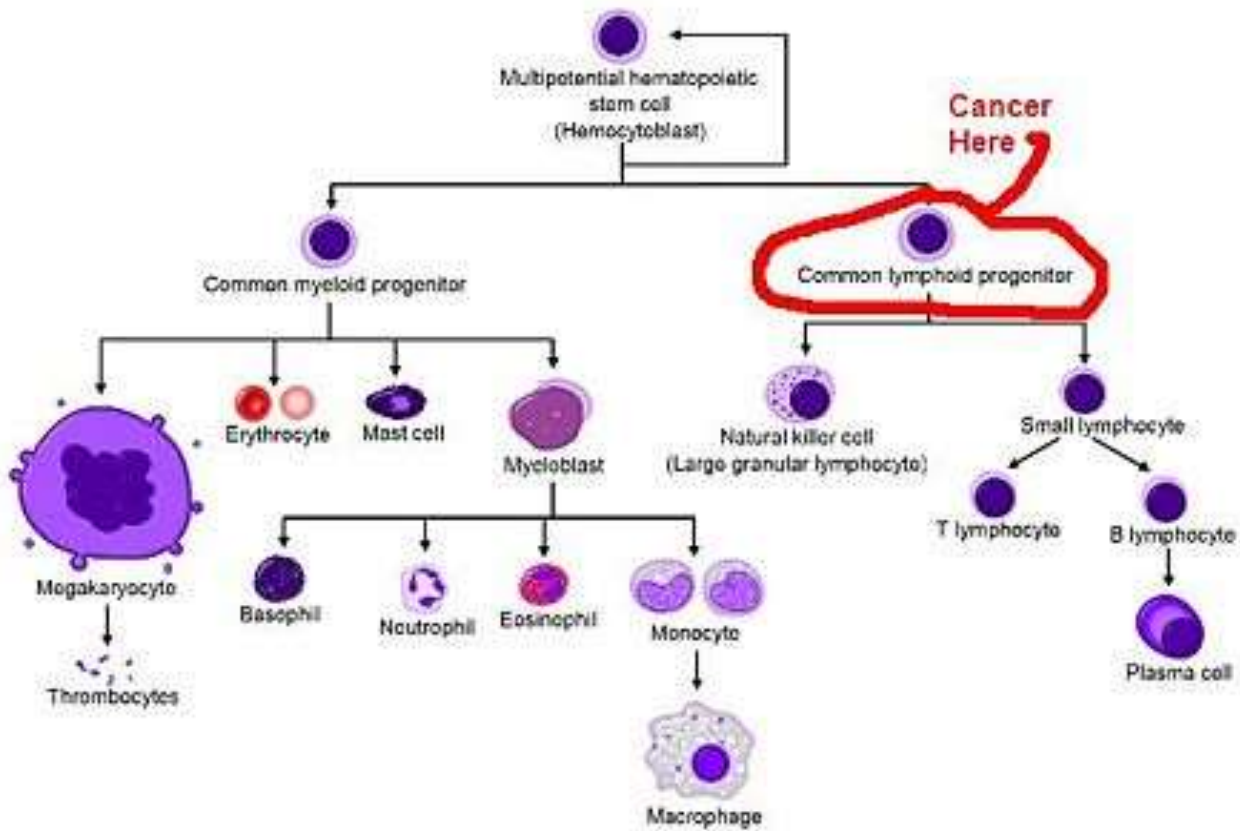 Multipotential hematopoietic
stem cell
(Hemocytoblast)
Cancer
Here
Common myeloid progenitor
Common lymphoid progenitor
Erythrocyte
Mast cell
Myeloblast
Natural killer cell
(Large granular lymphocyte)
Small lymphocyte
T lymphocyte
B lymphocyte
Megakaryocyte
Basophil
Neutrophil
Eosinophil
Monocyte
Plasma cell
Thrombocytes
Macrophage